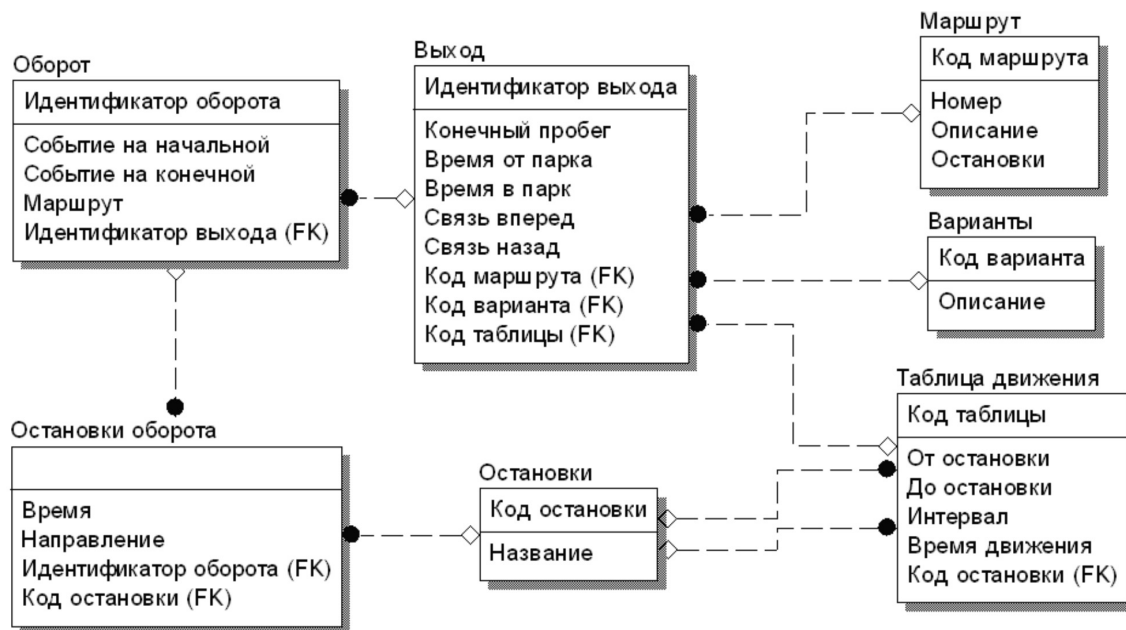 Оборот
Идентификатор оборота
Событие на начальной
Событие на конечной
Маршрут
Идентификатор выхода (FK)
Выход
Идентификатор выхода
Конечный пробег
Время от парка
Время в парк
Связь вперед
Связь назад
Код маршрута (FK)
Код варианта (FK)
Код таблицы (FK)
Маршрут
Код маршрута
Номер
Описание
Остановки
Варианты
Код варианта
Описание
Остановки оборота
Время
Направление
Идентификатор оборота (FK)
Код остановки (FK)
Остановки
Код остановки
Название
Таблица движения
Код таблицы
От остановки
До остановки
Интервал
Время движения
Код остановки (FK)